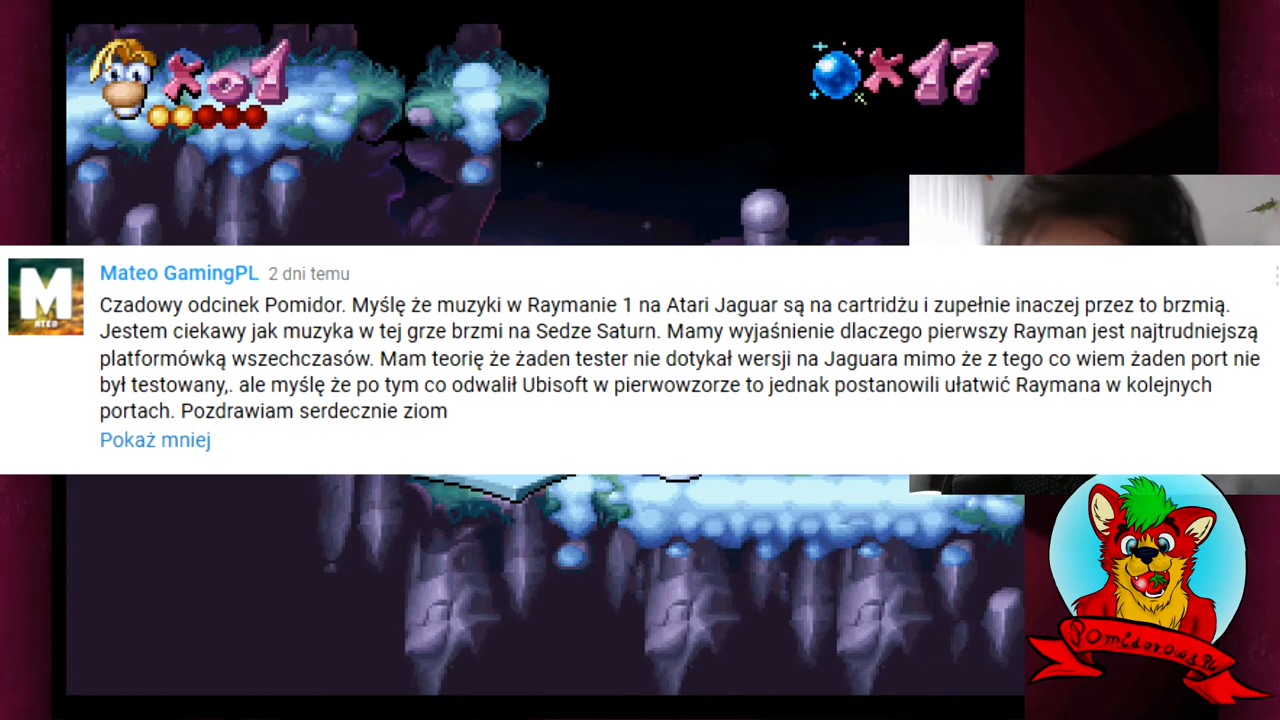 x01
x17
Mateo GamingPL 2 dni temu
Czadowy odcinek Pomidor. Myślę że muzyki w Raymanie 1 na Atari Jaguar są na cartridżu i zupełnie inaczej przez to brzmią.
Jestem ciekawy jak muzyka w tej grze brzmi na Sedze Saturn. Mamy wyjaśnienie dlaczego pierwszy Rayman jest najtrudniejszą
platformówką wszechczasów. Mam teorię że żaden tester nie dotykał wersji na Jaguara mimo że z tego co wiem żaden port nie
był testowany,. ale myślę że po tym co odwalił Ubisoft w pierwowzorze to jednak postanowili ułatwić Raymana w kolejnych
portach. Pozdrawiam serdecznie ziom
Pokaż mniej
M
ATEO
PomidorowyPL